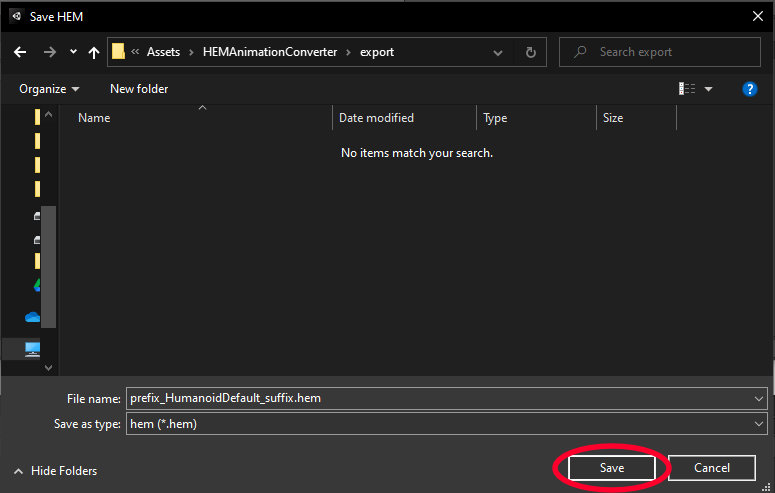 Save HEM
« Assets › HEMAnimationConverter › export
Search export
Organize
New folder
?
Name
Date modified
Type
Size
No items match your search.
File name: prefix_HumanoidDefault_suffix.hem
Save as type: hem (*.hem)
Hide Folders
Save
Cancel